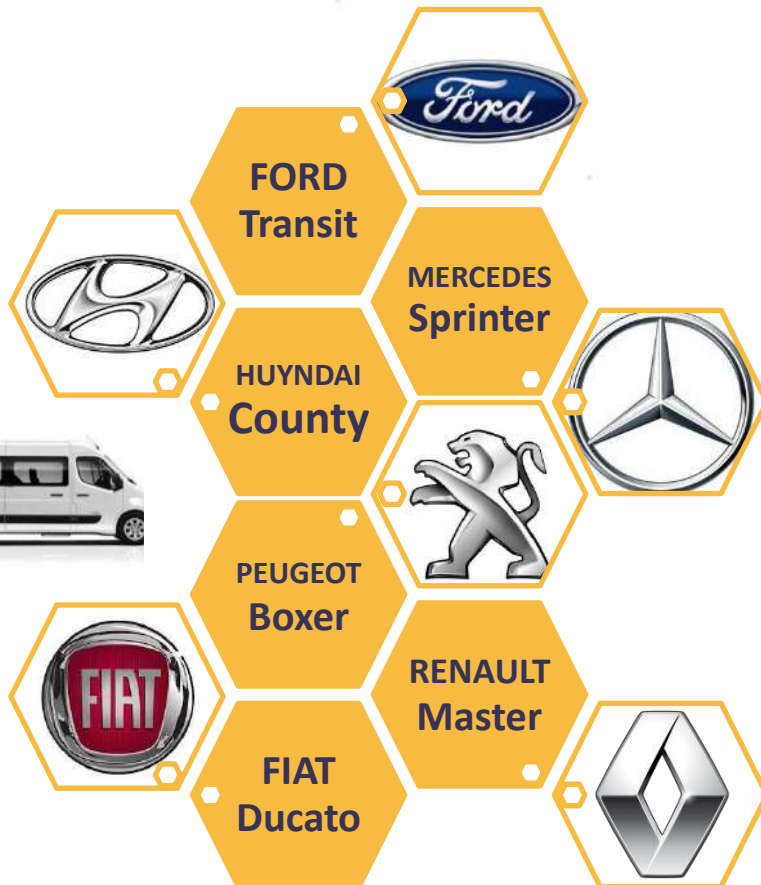 Ford
FORD
Transit
MERCEDES
Sprinter
HUYNDAI
County
PEUGEOT
Boxer
FIAT
RENAULT
Master
FIAT
Ducato